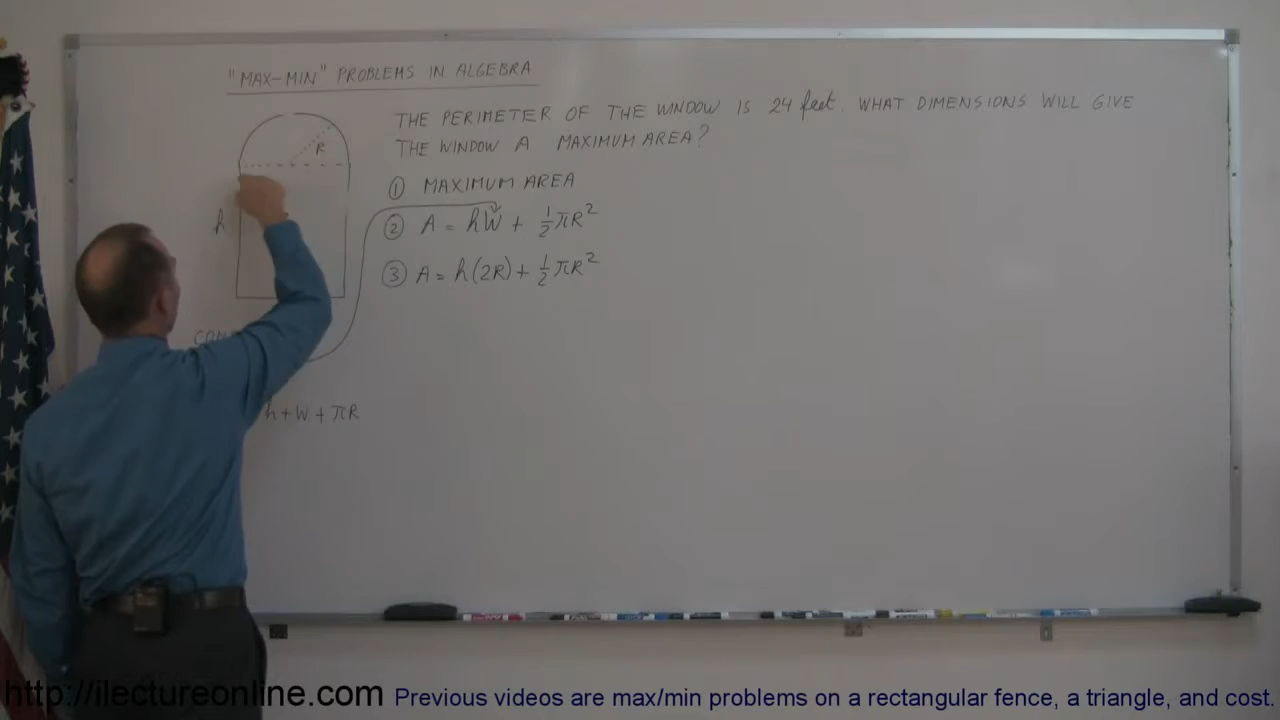 "MAX-MIN" PROBLEMS IN ALGEBRA
THE PERIMETER OF THE WINDOW IS 24 feet. WHAT DIMENSIONS WILL GIVE
THE WINDOW A MAXIMUM AREA?
R
h
① MAXIMUM AREA
② A = hW + ½πR²
③ A = h(2R) + ½πR²
h + W + πR
http://ilectureonline.com Previous videos are max/min problems on a rectangular fence, a triangle, and cost.